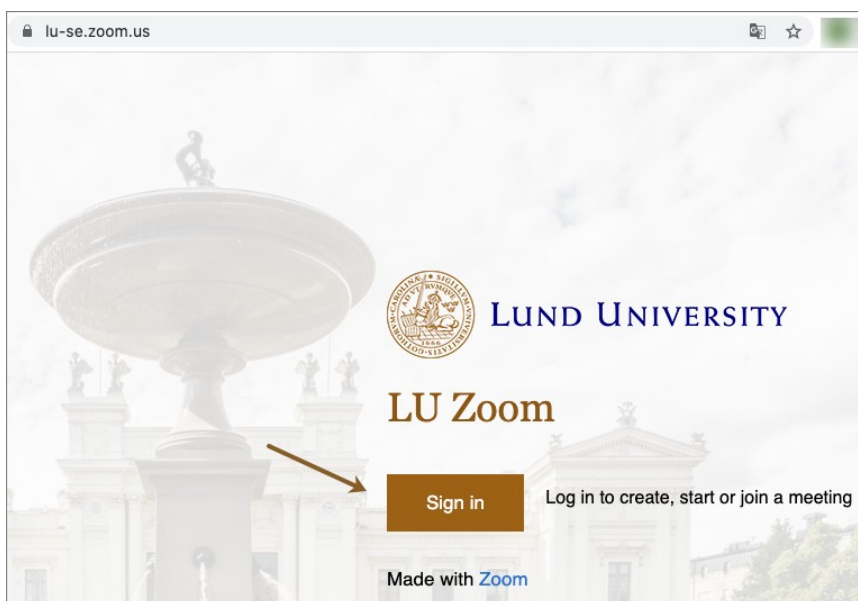 lu-se.zoom.us
LUND UNIVERSITY
LU Zoom
Sign in
Log in to create, start or join a meeting
Made with Zoom